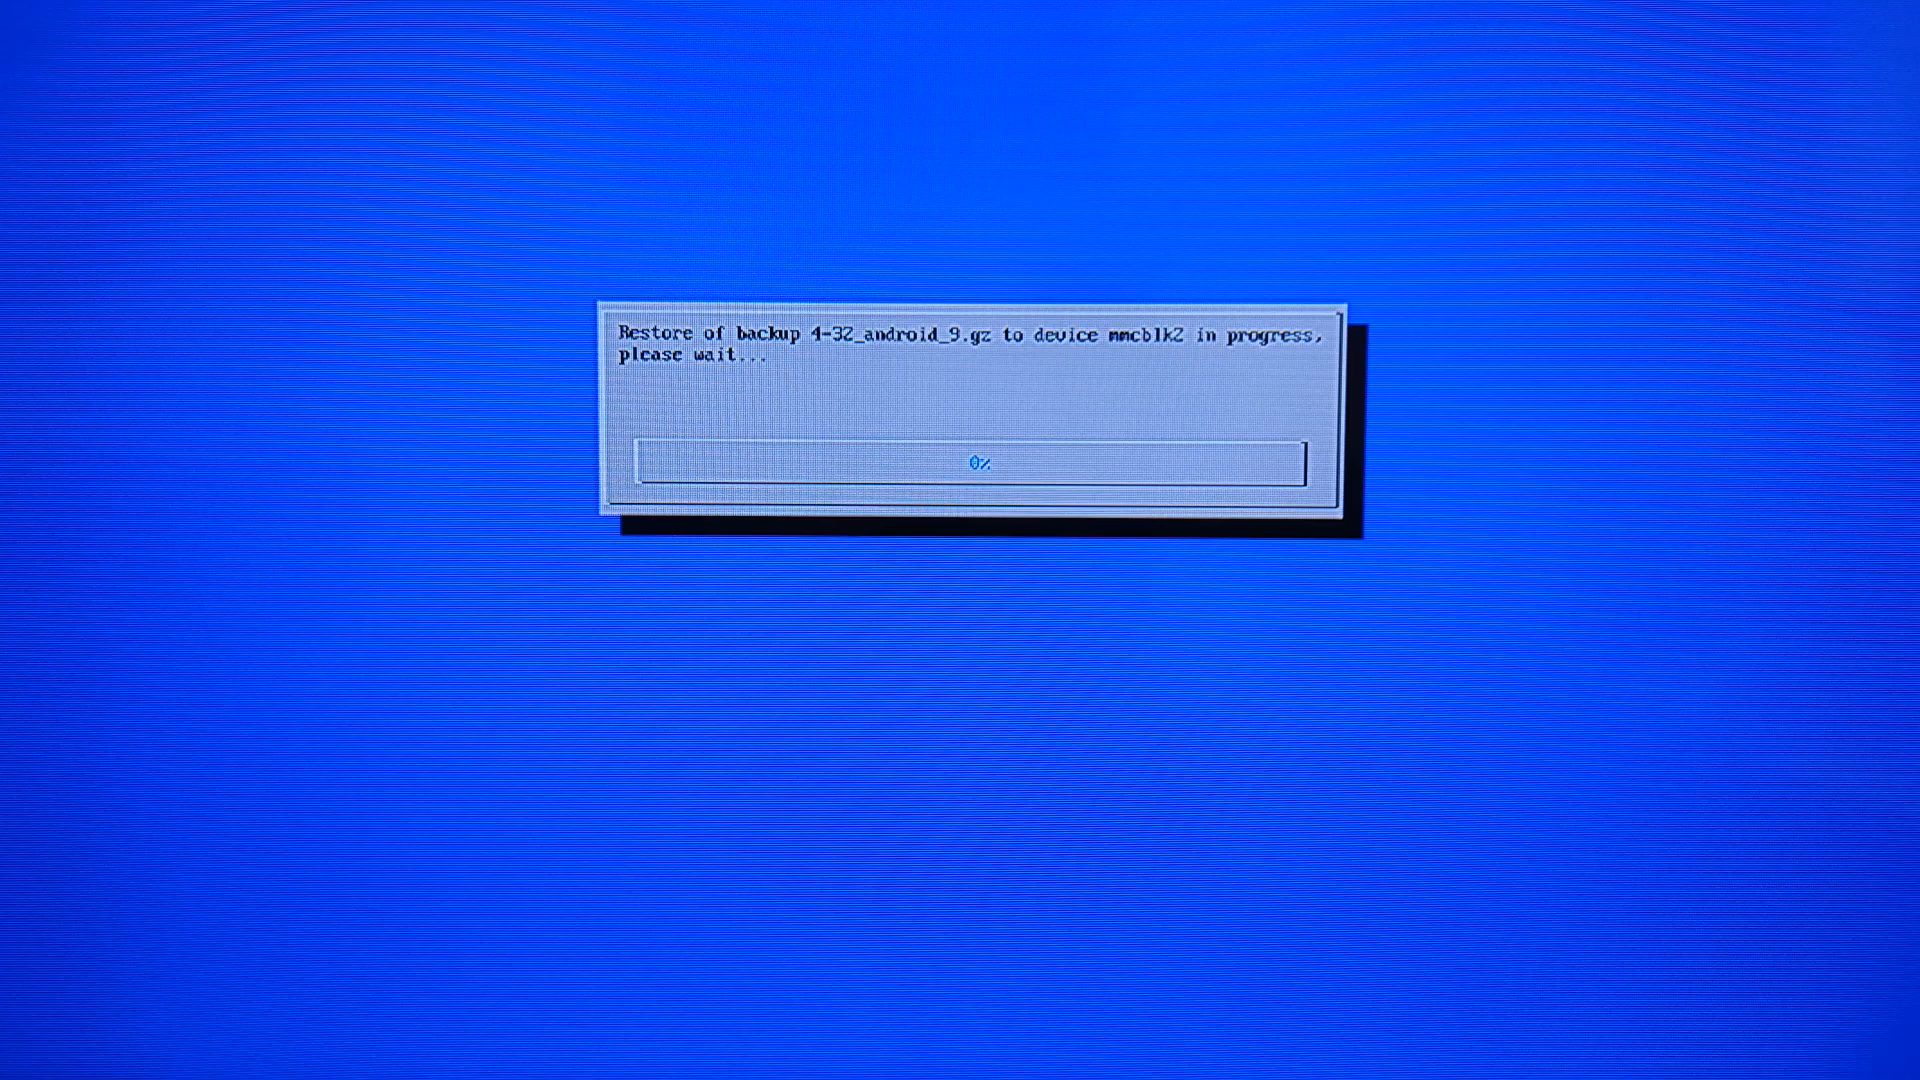 Restore of backup 4-32_android_9.gz to device mmcblk2 in progress,
please wait...
0%